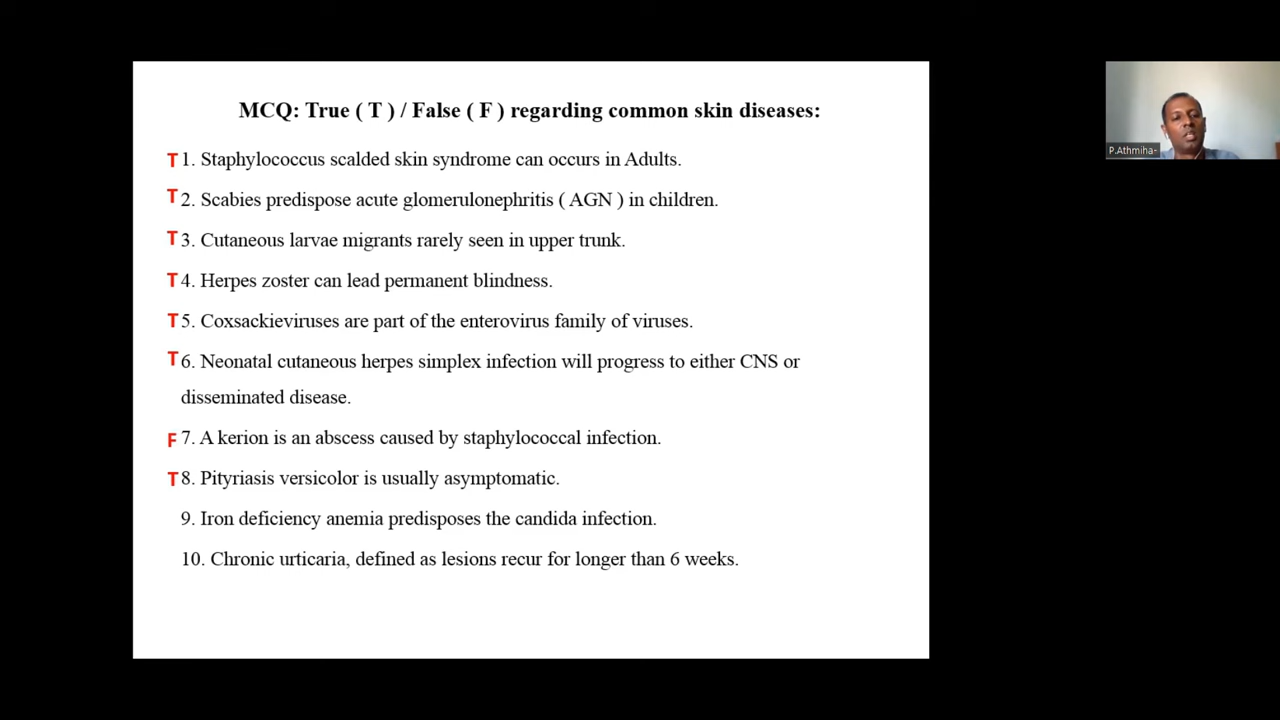 MCQ: True ( T ) / False ( F ) regarding common skin diseases:
T 1. Staphylococcus scalded skin syndrome can occurs in Adults.
T 2. Scabies predispose acute glomerulonephritis ( AGN ) in children.
T 3. Cutaneous larvae migrants rarely seen in upper trunk.
T 4. Herpes zoster can lead permanent blindness.
T 5. Coxsackieviruses are part of the enterovirus family of viruses.
T 6. Neonatal cutaneous herpes simplex infection will progress to either CNS or
disseminated disease.
F 7. A kerion is an abscess caused by staphylococcal infection.
T 8. Pityriasis versicolor is usually asymptomatic.
9. Iron deficiency anemia predisposes the candida infection.
10. Chronic urticaria, defined as lesions recur for longer than 6 weeks.
P.Athmiha-